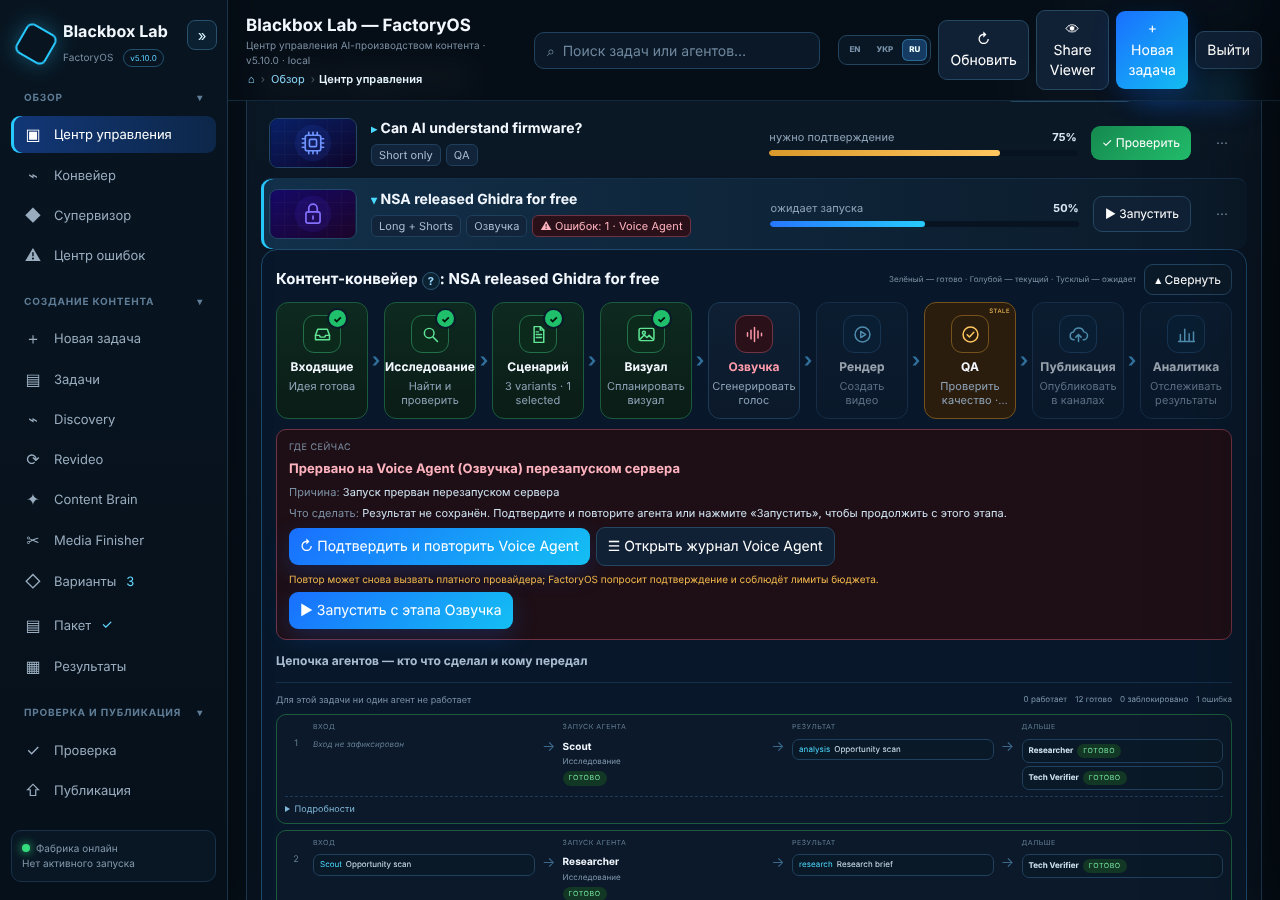 Blackbox Lab
FactoryOS v5.10.0
»
ОБЗОР
Центр управления
Конвейер
Супервизор
Центр ошибок
СОЗДАНИЕ КОНТЕНТА
Новая задача
Задачи
Discovery
Revideo
Content Brain
Media Finisher
Варианты 3
Пакет ✓
Результаты
ПРОВЕРКА И ПУБЛИКАЦИЯ
Проверка
Публикация
Фабрика онлайн
Нет активного запуска
Blackbox Lab — FactoryOS
Центр управления AI-производством контента ·
v5.10.0 · local
⌂ › Обзор › Центр управления
Поиск задач или агентов...
EN УКР RU
↻ Обновить
Share Viewer
+ Новая задача
Выйти
▸ Can AI understand firmware?
Short only QA
нужно подтверждение 75%
✓ Проверить
...
▾ NSA released Ghidra for free
Long + Shorts Озвучка ⚠ Ошибок: 1 · Voice Agent
ожидает запуска 50%
▶ Запустить
...
Контент-конвейер ?: NSA released Ghidra for free
Зелёный — готово · Голубой — текущий · Тусклый — ожидает
▴ Свернуть
Входящие
Идея готова
Исследование
Найти и
проверить
Сценарий
3 variants · 1
selected
Визуал
Спланировать
визуал
Озвучка
Сгенерировать
голос
Рендер
Создать
видео
STALE
QA
Проверить
качество ·...
Публикация
Опубликовать
в каналах
Аналитика
Отслеживать
результаты
ГДЕ СЕЙЧАС
Прервано на Voice Agent (Озвучка) перезапуском сервера
Причина: Запуск прерван перезапуском сервера
Что сделать: Результат не сохранён. Подтвердите и повторите агента или нажмите «Запустить», чтобы продолжить с этого этапа.
↻ Подтвердить и повторить Voice Agent
☰ Открыть журнал Voice Agent
Повтор может снова вызвать платного провайдера; FactoryOS попросит подтверждение и соблюдёт лимиты бюджета.
▶ Запустить с этапа Озвучка
Цепочка агентов — кто что сделал и кому передал
Для этой задачи ни один агент не работает
0 работает 12 готово 0 заблокировано 1 ошибка
ВХОД ЗАПУСК АГЕНТА РЕЗУЛЬТАТ ДАЛЬШЕ
1 Вход не зафиксирован → Scout → analysis Opportunity scan → Researcher ГОТОВО
Исследование
Tech Verifier ГОТОВО
ГОТОВО
▸ Подробности
ВХОД ЗАПУСК АГЕНТА РЕЗУЛЬТАТ ДАЛЬШЕ
2 Scout Opportunity scan → Researcher → research Research brief → Tech Verifier ГОТОВО
Исследование
ГОТОВО